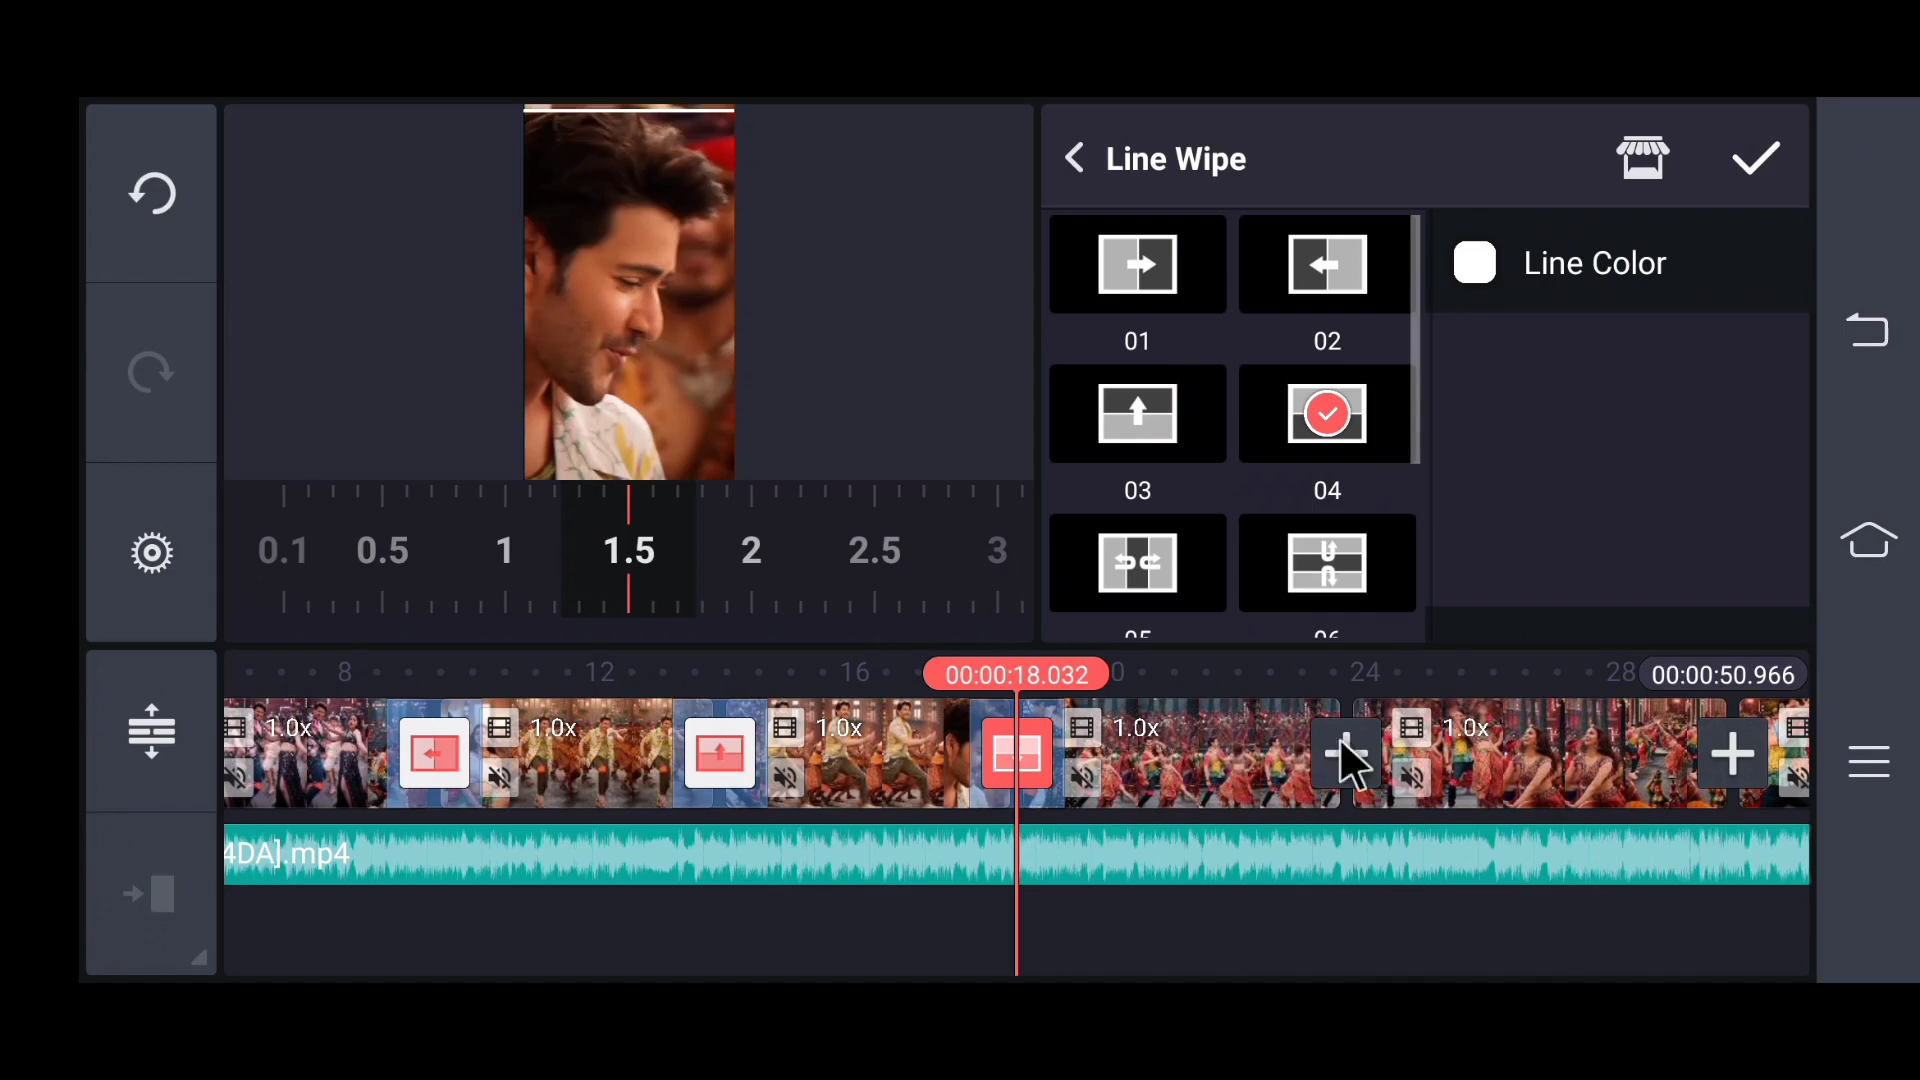 Line Wipe
01
02
Line Color
03
04
0.1
0.5
1
1.5
2
2.5
3
8
12
16
00:00:18.032
0
24
28
00:00:50.966
1.0x
1.0x
1.0x
1.0x
1.0x
4DA].mp4